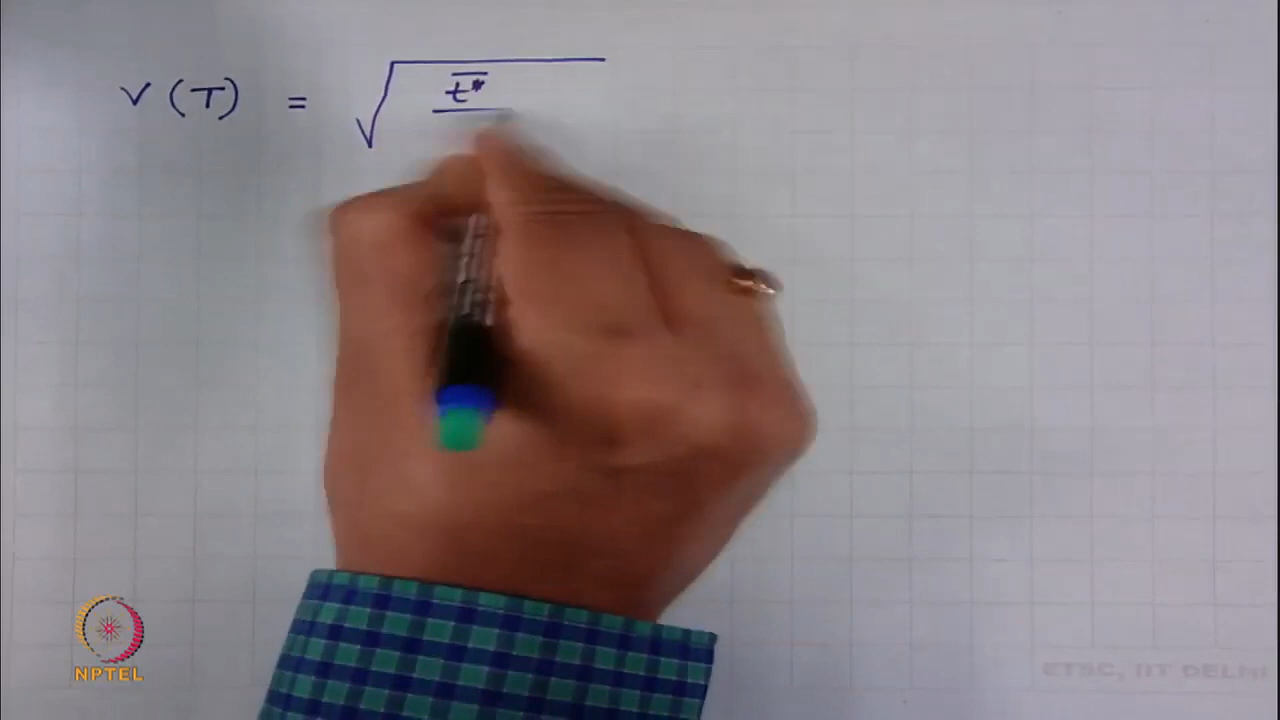 V (T) = √ t̅*
NPTEL
ETSC, IIT DELHI